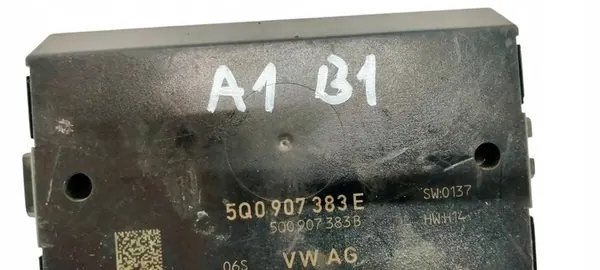 A1 B1
5Q0 907 383 E
5Q0 907 383 B
SW:0137
HW:H14
06S
VW AG